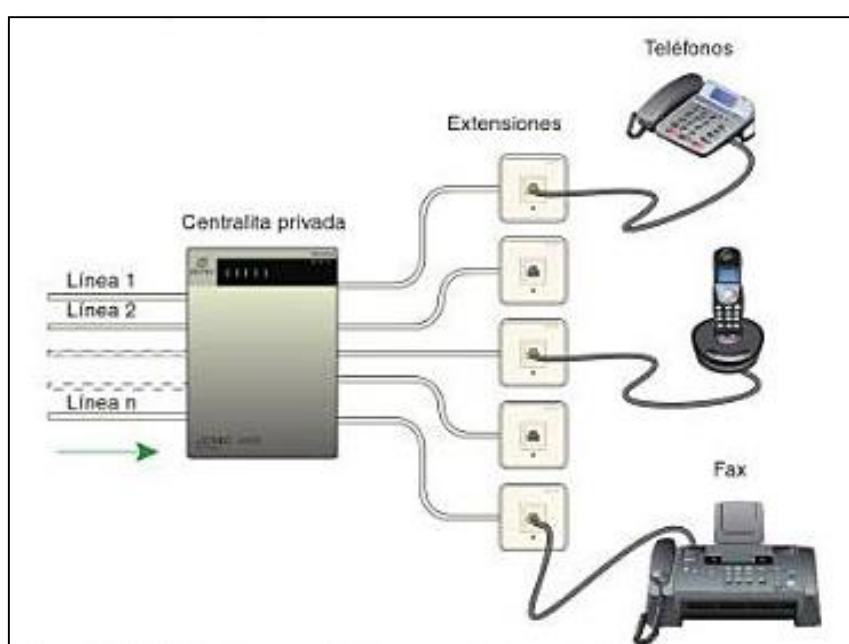 Teléfonos
Extensiones
Centralita privada
Línea 1
Línea 2
Línea n
Fax